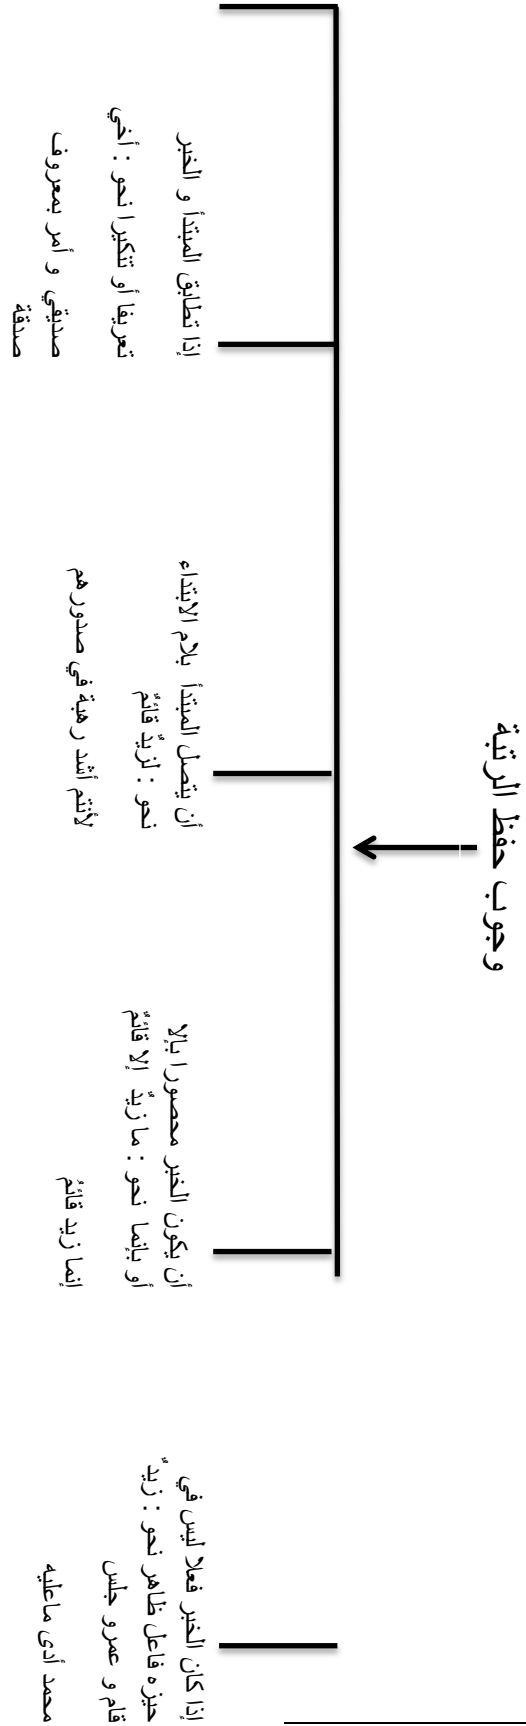 وجوب حفظ الرتبة
إذا كان الخبر فعلا ليس في
حيزه فاعل ظاهر نحو : زيدٌ
قام و عمرو جلس
محمد أدى ماعليه
أن يكون الخبر محصورا بإلا
أو بإنما نحو : ما زيدٌ إلا قائمٌ
إنما زيد قائمٌ
أن يتصل المبتدأ بلام الابتداء
نحو : لزيدٌ قائمٌ
لأنتم أشد رهبة في صدورهم
إذا تطابق المبتدأ و الخبر
تعريفا أو تنكيرا نحو : أخي
صديقي و أمر بمعروف
صدقة